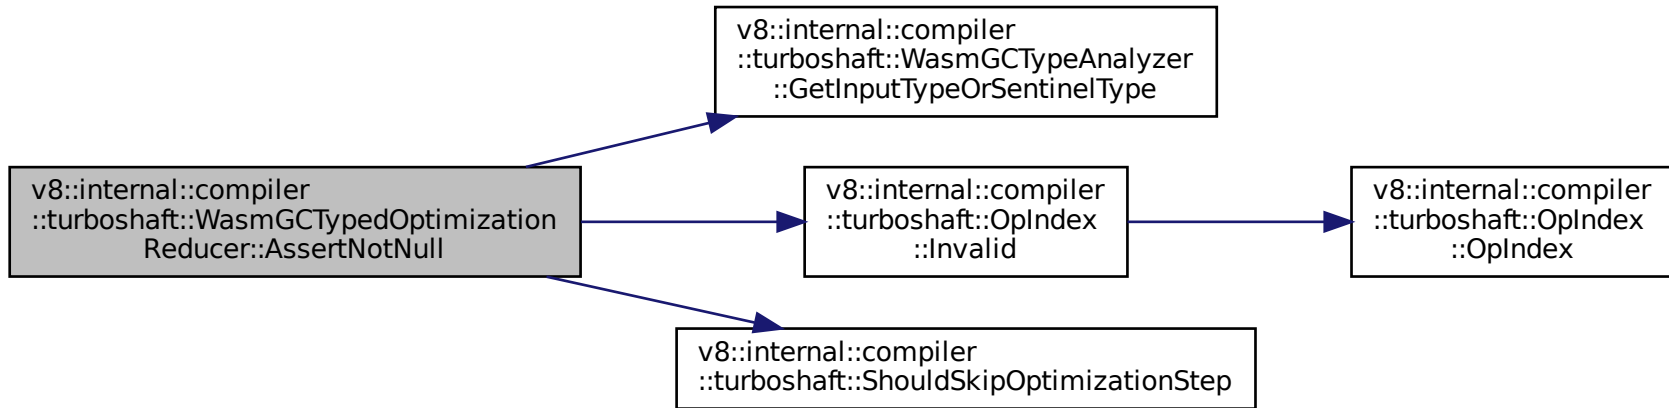 v8::internal::compiler
::turboshaft::WasmGCTypeAnalyzer
::GetInputTypeOrSentinelType
v8::internal::compiler
::turboshaft::WasmGCTypedOptimization
Reducer::AssertNotNull
v8::internal::compiler
::turboshaft::OpIndex
::Invalid
v8::internal::compiler
::turboshaft::OpIndex
::OpIndex
v8::internal::compiler
::turboshaft::ShouldSkipOptimizationStep